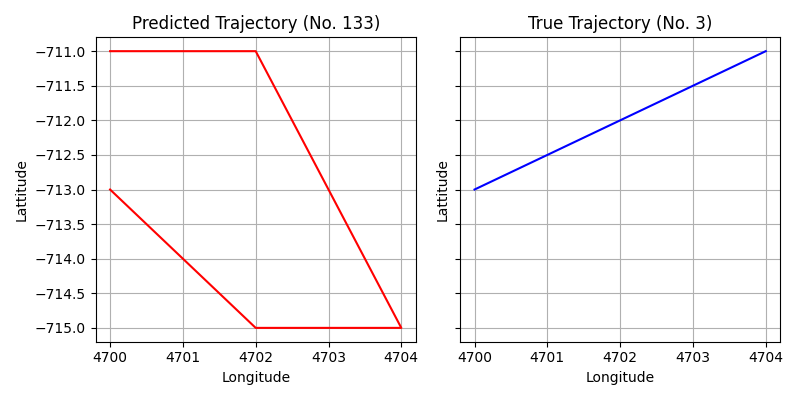 Predicted Trajectory (No. 133)
−711.0
−711.5
−712.0
−712.5
−713.0
−713.5
−714.0
−714.5
−715.0
Lattitude
4700 4701 4702 4703 4704
Longitude
True Trajectory (No. 3)
Lattitude
4700 4701 4702 4703 4704
Longitude